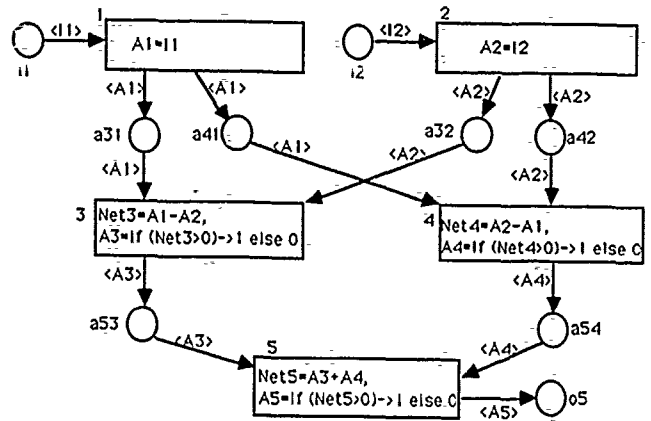 1
2
<I1>
A1=I1
<I2>
A2=I2
i1
i2
<A1>
<A1>
<A2>
<A2>
a31
a41
a32
a42
<A1>
<A1>
<A2>
<A2>
3
Net3=A1-A2,
A3=if (Net3>0)->1 else 0
4
Net4=A2-A1,
A4=if (Net4>0)->1 else 0
<A3>
<A4>
a53
a54
<A3>
<A4>
5
Net5=A3+A4,
A5=if (Net5>0)->1 else 0
<A5>
o5